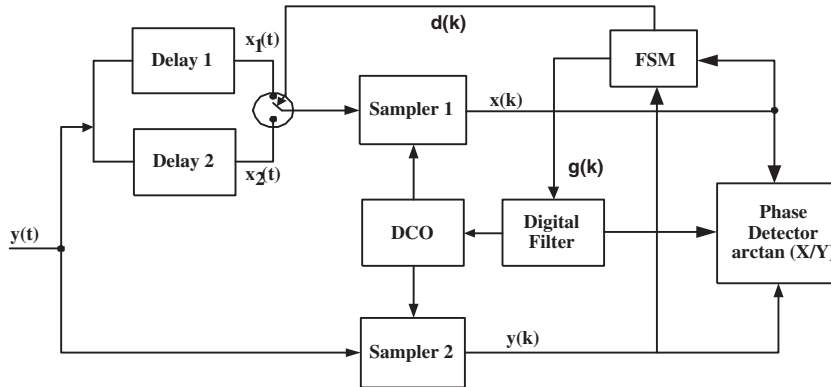 d(k)
x1(t)
Delay 1
FSM
Sampler 1
x(k)
Delay 2
x2(t)
g(k)
y(t)
DCO
Digital
Filter
Phase
Detector
arctan (X/Y)
Sampler 2
y(k)